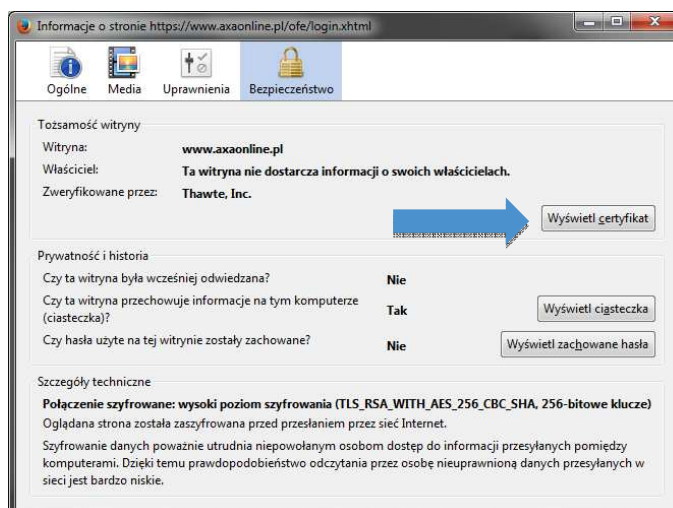 Informacje o stronie https://www.axaonline.pl/ofe/login.xhtml
Ogólne Media Uprawnienia Bezpieczeństwo
Tożsamość witryny
Witryna: www.axaonline.pl
Właściciel: Ta witryna nie dostarcza informacji o swoich właścicielach.
Zweryfikowane przez: Thawte, Inc.
Wyświetl certyfikat
Prywatność i historia
Czy ta witryna była wcześniej odwiedzana? Nie
Czy ta witryna przechowuje informacje na tym komputerze
(ciasteczka)? Tak Wyświetl ciasteczka
Czy hasła użyte na tej witrynie zostały zachowane? Nie Wyświetl zachowane hasła
Szczegóły techniczne
Połączenie szyfrowane: wysoki poziom szyfrowania (TLS_RSA_WITH_AES_256_CBC_SHA, 256-bitowe klucze)
Oglądana strona została zaszyfrowana przed przesłaniem przez sieć Internet.
Szyfrowanie danych poważnie utrudnia niepowołanym osobom dostęp do informacji przesyłanych pomiędzy
komputerami. Dzięki temu prawdopodobieństwo odczytania przez osobę nieuprawnioną danych przesyłanych w
sieci jest bardzo niskie.